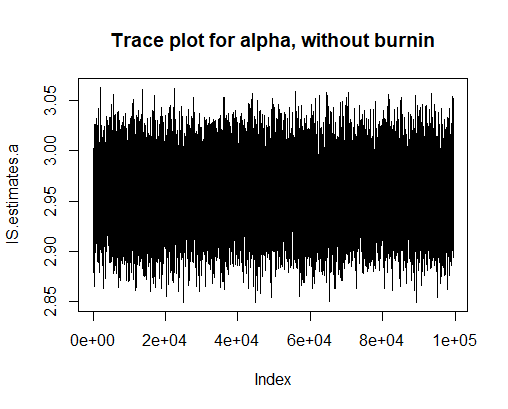 Trace plot for alpha, without burnin
IS.estimates.a
3.05
3.00
2.95
2.90
2.85
0e+00 2e+04 4e+04 6e+04 8e+04 1e+05
Index